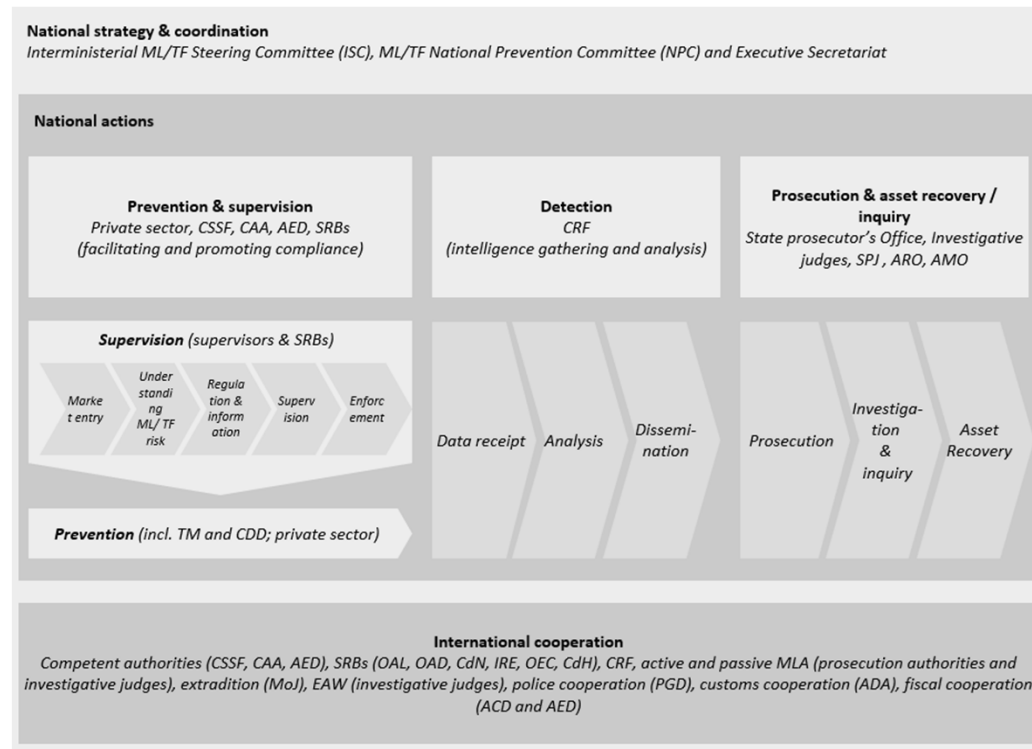 National strategy & coordination
Interministerial ML/TF Steering Committee (ISC), ML/TF National Prevention Committee (NPC) and Executive Secretariat
National actions
Prevention & supervision
Private sector, CSSF, CAA, AED, SRBs
(facilitating and promoting compliance)
Detection
CRF
(intelligence gathering and analysis)
Prosecution & asset recovery /
inquiry
State prosecutor's Office, Investigative
judges, SPJ , ARO, AMO
Supervision (supervisors & SRBs)
Marke
t entry
Under
standi
ng
ML/ TF
risk
Regula
tion &
inform
ation
Superv
ision
Enforc
ement
Prevention (incl. TM and CDD; private sector)
Data receipt
Analysis
Dissemi-
nation
Prosecution
Investiga-
tion
&
inquiry
Asset
Recovery
International cooperation
Competent authorities (CSSF, CAA, AED), SRBs (OAL, OAD, CdN, IRE, OEC, CdH), CRF, active and passive MLA (prosecution authorities and
investigative judges), extradition (MoJ), EAW (investigative judges), police cooperation (PGD), customs cooperation (ADA), fiscal cooperation
(ACD and AED)